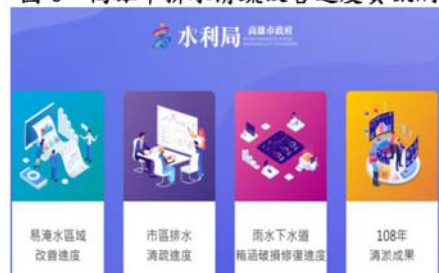 水利局 高雄市政府
易淹水區域
改善進度
市區排水
清疏進度
雨水下水道
箱涵破損修復進度
108年
清淤成果